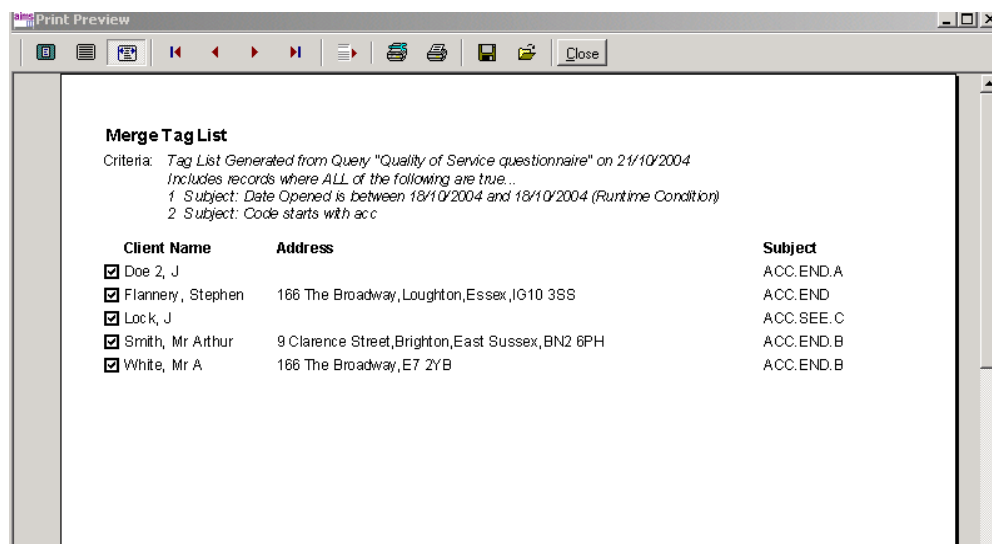 aims Print Preview
Close
Merge Tag List
Criteria: Tag List Generated from Query "Quality of Service questionnaire" on 21/10/2004
Includes records where ALL of the following are true...
1 Subject: Date Opened is between 18/10/2004 and 18/10/2004 (Runtime Condition)
2 Subject: Code starts with acc
Client Name Address Subject
Doe 2, J ACC.END.A
Flannery, Stephen 166 The Broadway,Loughton,Essex,IG10 3SS ACC.END
Lock, J ACC.SEE.C
Smith, Mr Arthur 9 Clarence Street,Brighton,East Sussex,BN2 6PH ACC.END.B
White, Mr A 166 The Broadway,E7 2YB ACC.END.B